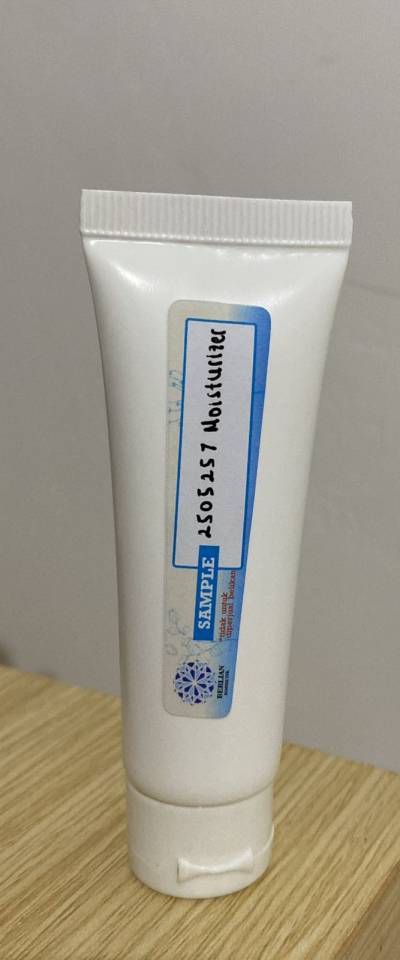 2505257 Moisturizer
SAMPLE
*tidak untuk
diperjual belikan
BERLIAN